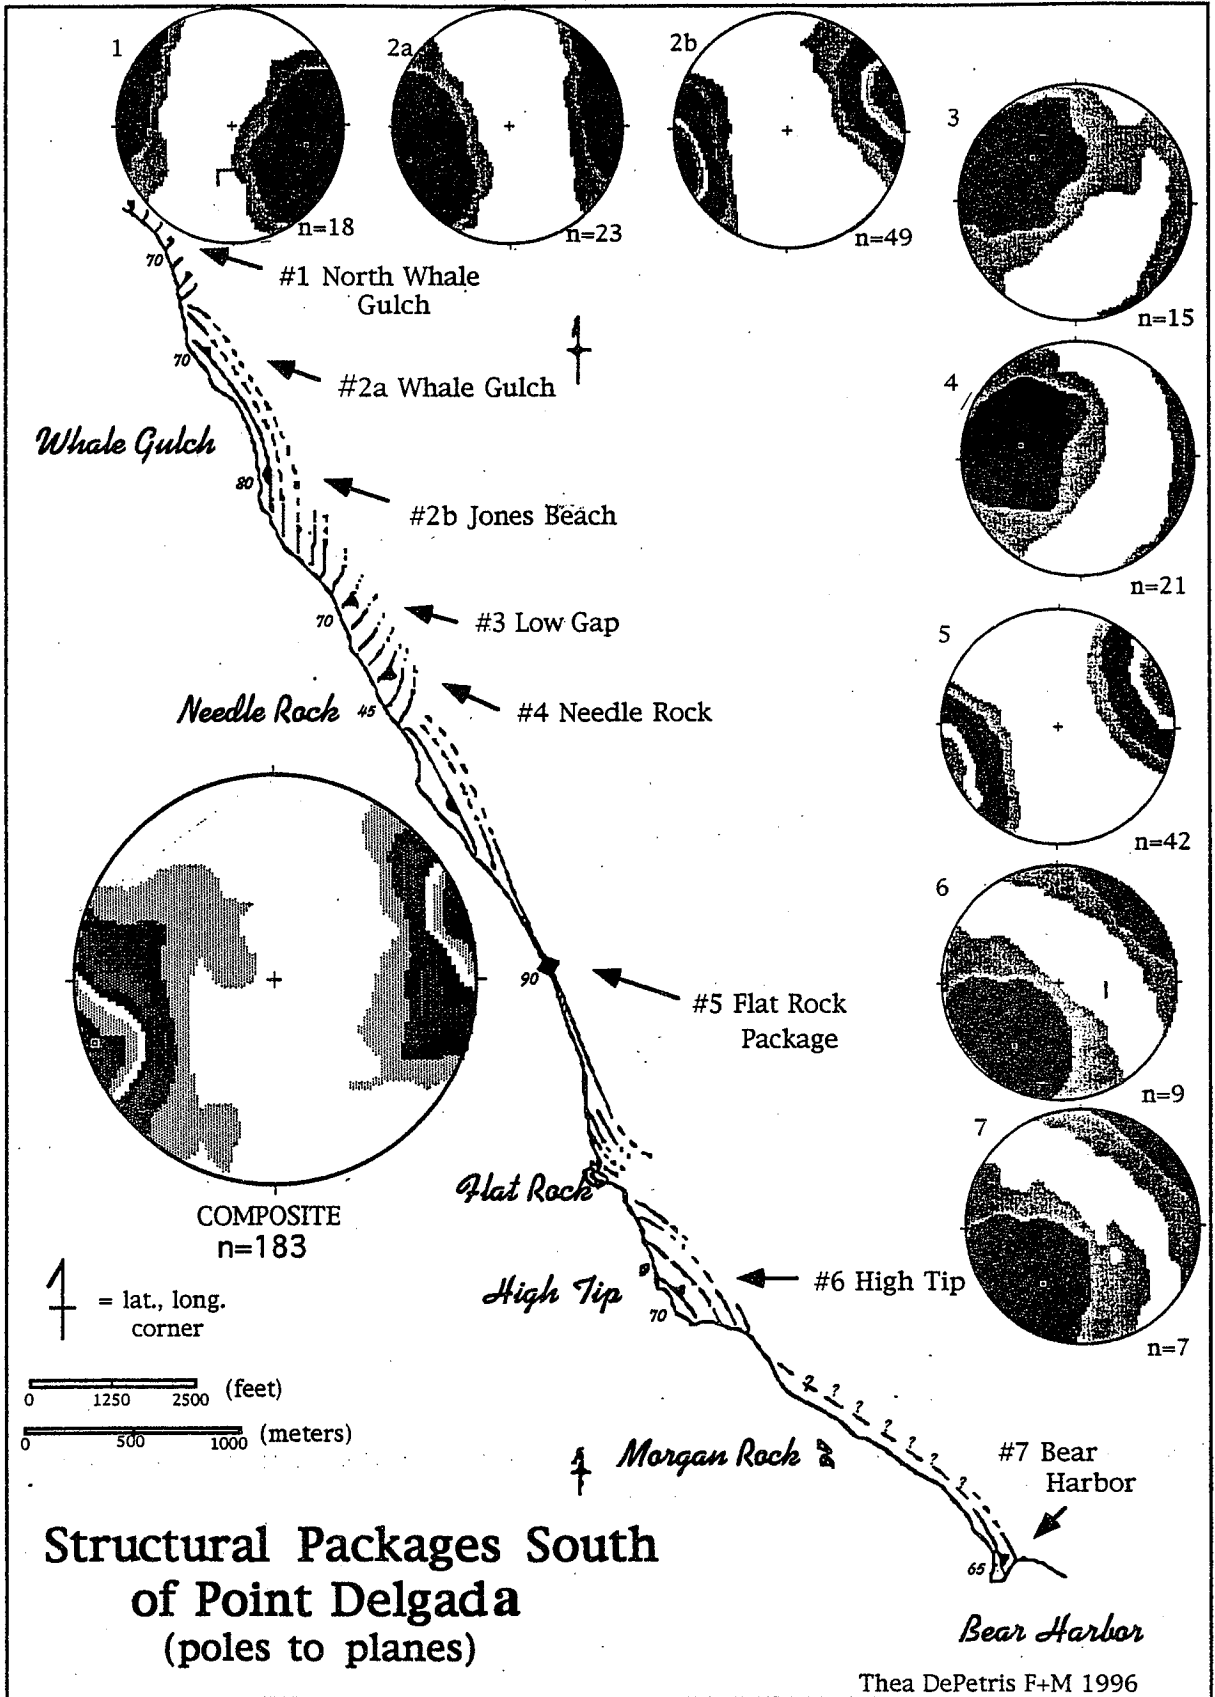 1
2a
2b
3
n=18
n=23
n=49
n=15
70
#1 North Whale
Gulch
70
#2a Whale Gulch
4
Whale Gulch
80
#2b Jones Beach
n=21
70
#3 Low Gap
5
Needle Rock
45
#4 Needle Rock
n=42
6
90
#5 Flat Rock
Package
n=9
7
Flat Rock
COMPOSITE
n=183
= lat., long.
corner
High Tip
70
#6 High Tip
n=7
0 1250 2500 (feet)
0 500 1000 (meters)
? ? ? ? ? ? ?
Morgan Rock
#7 Bear
Harbor
65
Bear Harbor
Structural Packages South
of Point Delgada
(poles to planes)
Thea DePetris F+M 1996